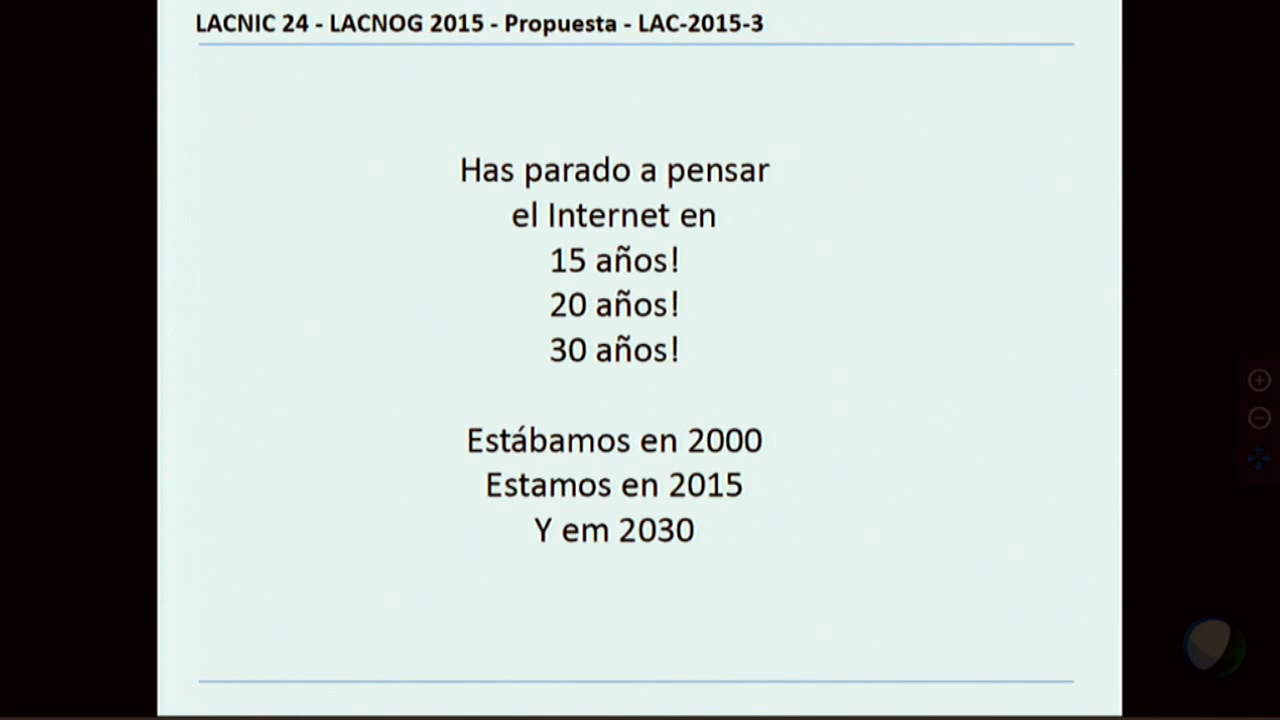 LACNIC 24 - LACNOG 2015 - Propuesta - LAC-2015-3
Has parado a pensar
el Internet en
15 años!
20 años!
30 años!
Estábamos en 2000
Estamos en 2015
Y em 2030